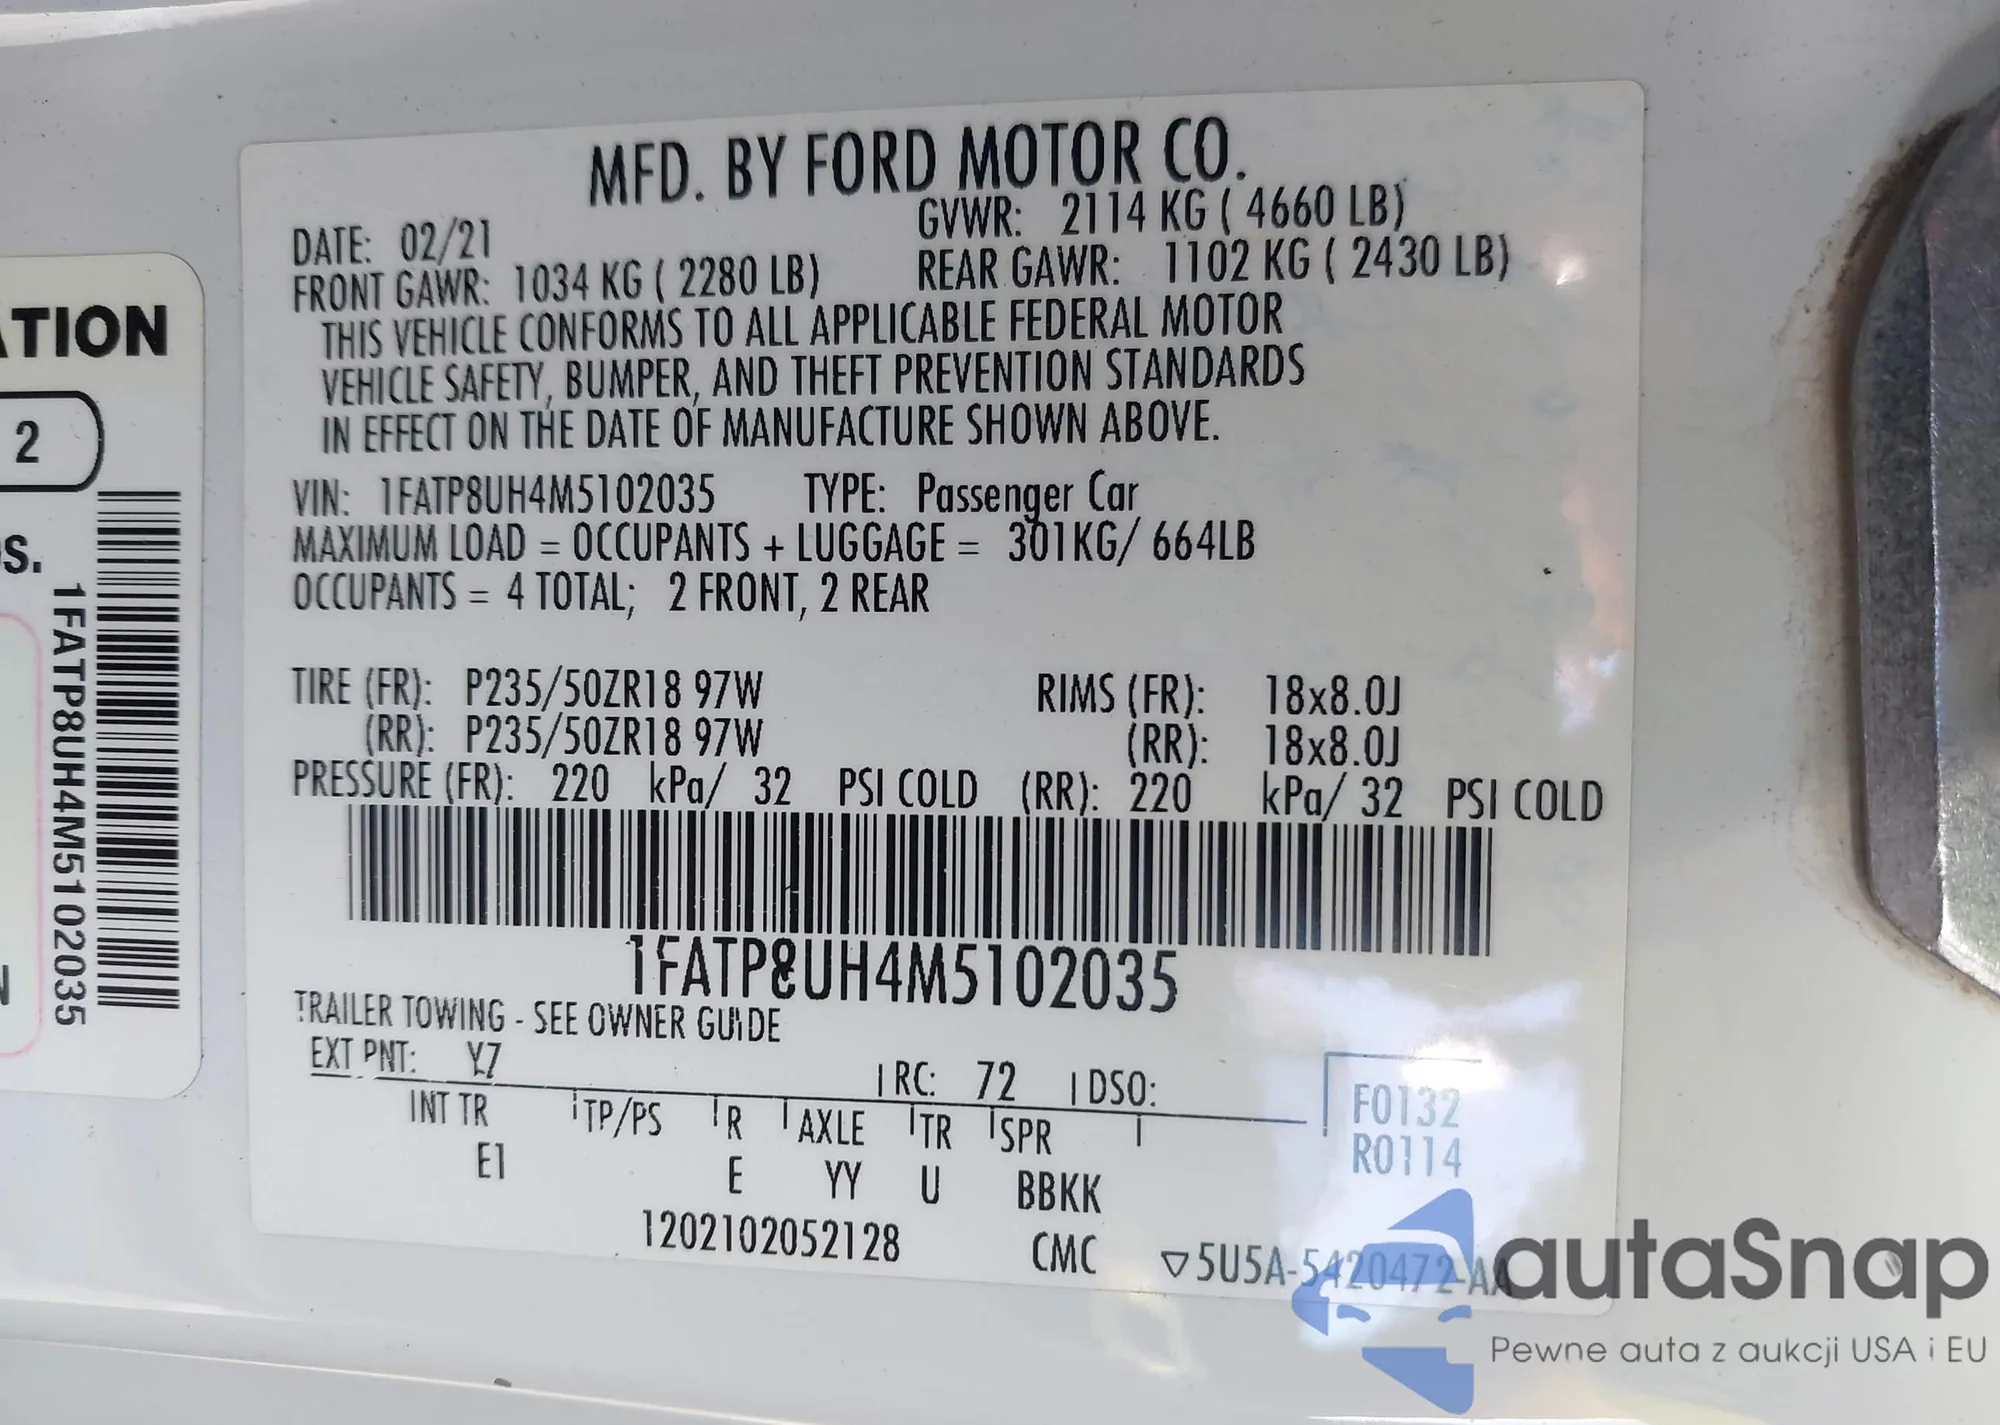 MFD. BY FORD MOTOR CO.
DATE: 02/21 GVWR: 2114 KG ( 4660 LB)
FRONT GAWR: 1034 KG ( 2280 LB) REAR GAWR: 1102 KG ( 2430 LB)
THIS VEHICLE CONFORMS TO ALL APPLICABLE FEDERAL MOTOR
VEHICLE SAFETY, BUMPER, AND THEFT PREVENTION STANDARDS
IN EFFECT ON THE DATE OF MANUFACTURE SHOWN ABOVE.
VIN: 1FATP8UH4M5102035 TYPE: Passenger Car
MAXIMUM LOAD = OCCUPANTS + LUGGAGE = 301KG/ 664LB
OCCUPANTS = 4 TOTAL; 2 FRONT, 2 REAR
TIRE (FR): P235/50ZR18 97W RIMS (FR): 18x8.0J
(RR): P235/50ZR18 97W (RR): 18x8.0J
PRESSURE (FR): 220 kPa/ 32 PSI COLD (RR): 220 kPa/ 32 PSI COLD
1FATP8UH4M5102035
TRAILER TOWING - SEE OWNER GUIDE
EXT PNT: YZ RC: 72 DSO:
INT TR TP/PS R AXLE TR SPR
E1 E YY U BBKK
F0132
R0114
1202102052128 CMC ▽5U5A-5420472-AA
ATION
2
S.
1FATP8UH4M5102035
N
autaSnap
Pewne auta z aukcji USA i EU